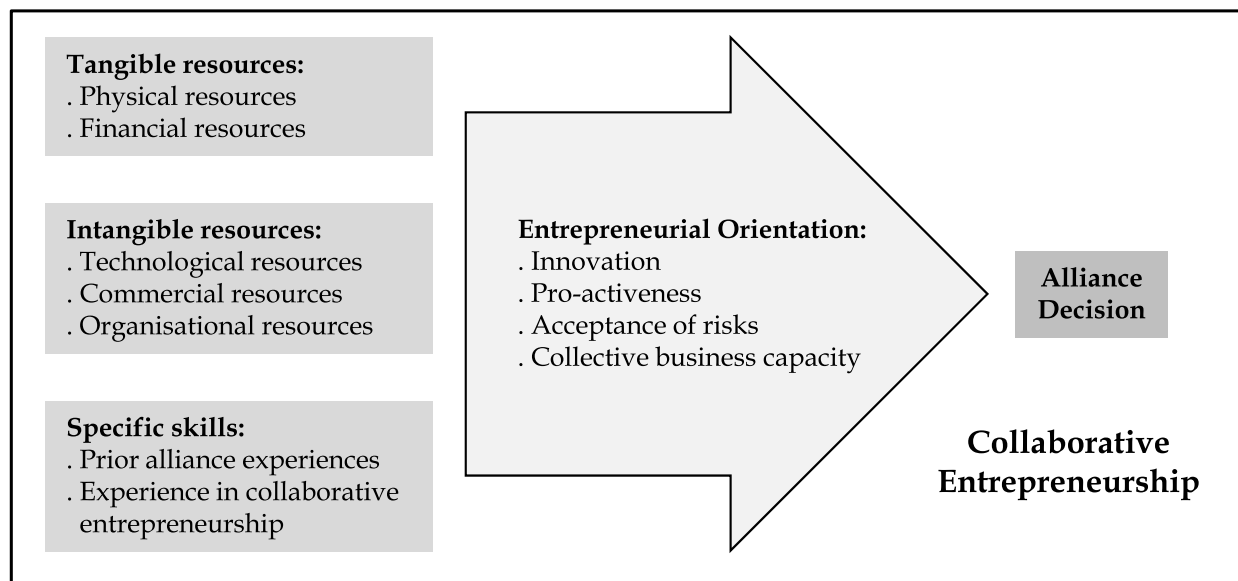 Tangible resources:
. Physical resources
. Financial resources
Intangible resources:
. Technological resources
. Commercial resources
. Organisational resources
Specific skills:
. Prior alliance experiences
. Experience in collaborative
entrepreneurship
Entrepreneurial Orientation:
. Innovation
. Pro-activeness
. Acceptance of risks
. Collective business capacity
Alliance
Decision
Collaborative
Entrepreneurship